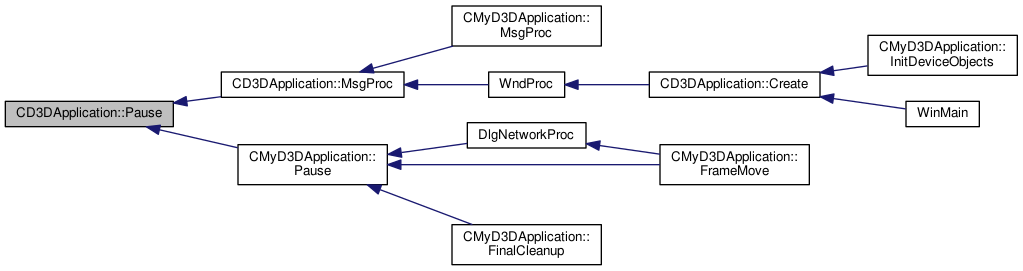 CD3DApplication::Pause
CD3DApplication::MsgProc
CMyD3DApplication::
MsgProc
WndProc
CD3DApplication::Create
CMyD3DApplication::
InitDeviceObjects
WinMain
CMyD3DApplication::
Pause
DlgNetworkProc
CMyD3DApplication::
FrameMove
CMyD3DApplication::
FinalCleanup